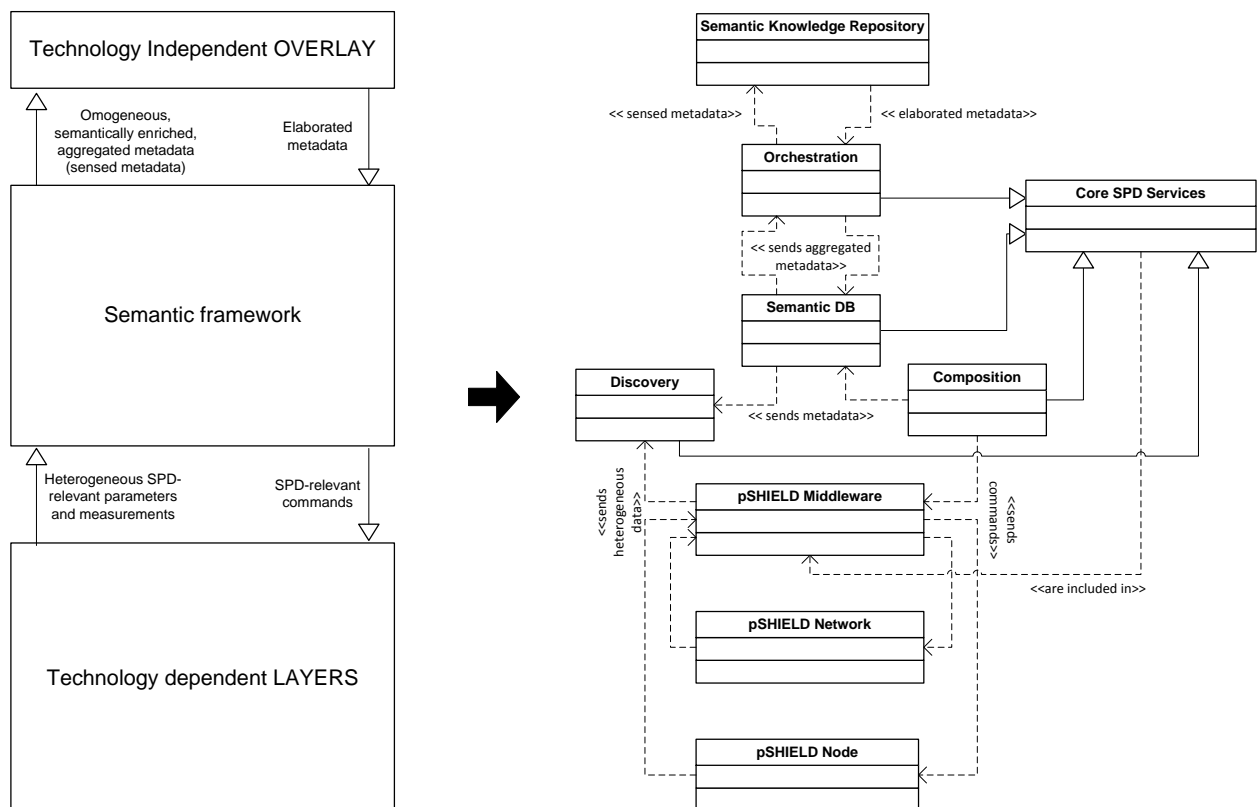 Technology Independent OVERLAY
Omogeneous,
semantically enriched,
aggregated metadata
(sensed metadata)
Elaborated
metadata
Semantic framework
Heterogeneous SPD-
relevant parameters
and measurements
SPD-relevant
commands
Technology dependent LAYERS
Semantic Knowledge Repository
<< sensed metadata>>
<< elaborated metadata>>
Orchestration
Core SPD Services
<< sends aggregated
metadata>>
Semantic DB
Discovery
Composition
<< sends metadata>>
<<sends
heterogeneous
data>>
pSHIELD Middleware
<<sends
commands>>
<<are included in>>
pSHIELD Network
pSHIELD Node